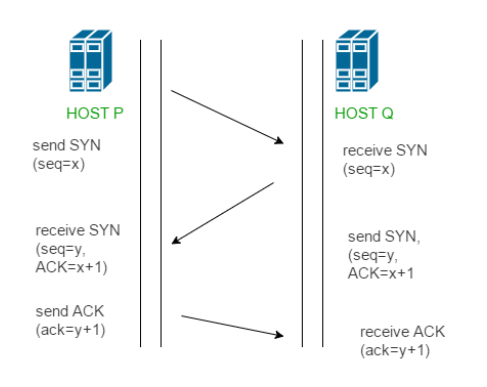 HOST P
HOST Q
send SYN
(seq=x)
receive SYN
(seq=x)
receive SYN
(seq=y,
ACK=x+1)
send SYN,
(seq=y,
ACK=x+1
send ACK
(ack=y+1)
receive ACK
(ack=y+1)